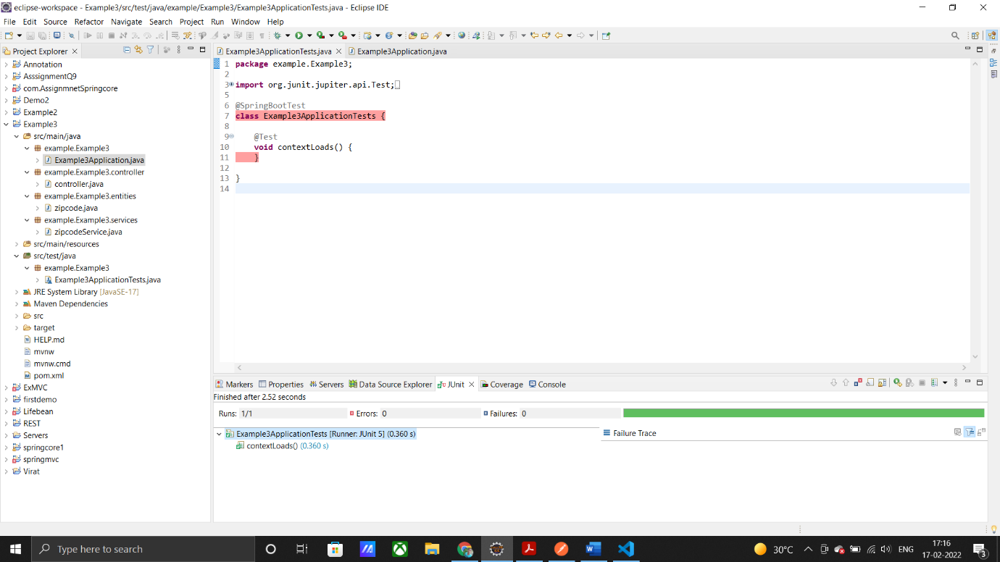 eclipse-workspace - Example3/src/test/java/example/Example3/Example3ApplicationTests.java - Eclipse IDE
File Edit Source Refactor Navigate Search Project Run Window Help
Project Explorer
Annotation
AsssignmentQ9
com.AssignmnetSpringcore
Demo2
Example2
Example3
src/main/java
example.Example3
Example3Application.java
example.Example3.controller
controller.java
example.Example3.entities
zipcode.java
example.Example3.services
zipcodeService.java
src/main/resources
src/test/java
example.Example3
Example3ApplicationTests.java
JRE System Library [JavaSE-17]
Maven Dependencies
src
target
HELP.md
mvnw
mvnw.cmd
pom.xml
ExMVC
firstdemo
Lifebean
REST
Servers
springcore1
springmvc
Virat
Example3ApplicationTests.java Example3Application.java
1 package example.Example3;
2
3 import org.junit.jupiter.api.Test;
5
6 @SpringBootTest
7 class Example3ApplicationTests {
8
9 @Test
10 void contextLoads() {
11 }
12
13 }
14
Markers Properties Servers Data Source Explorer JUnit Coverage Console
Finished after 2.52 seconds
Runs: 1/1 Errors: 0 Failures: 0
Example3ApplicationTests [Runner: JUnit 5] (0.360 s)
contextLoads() (0.360 s)
Failure Trace
Type here to search
30°C ENG
17:16
17-02-2022
3